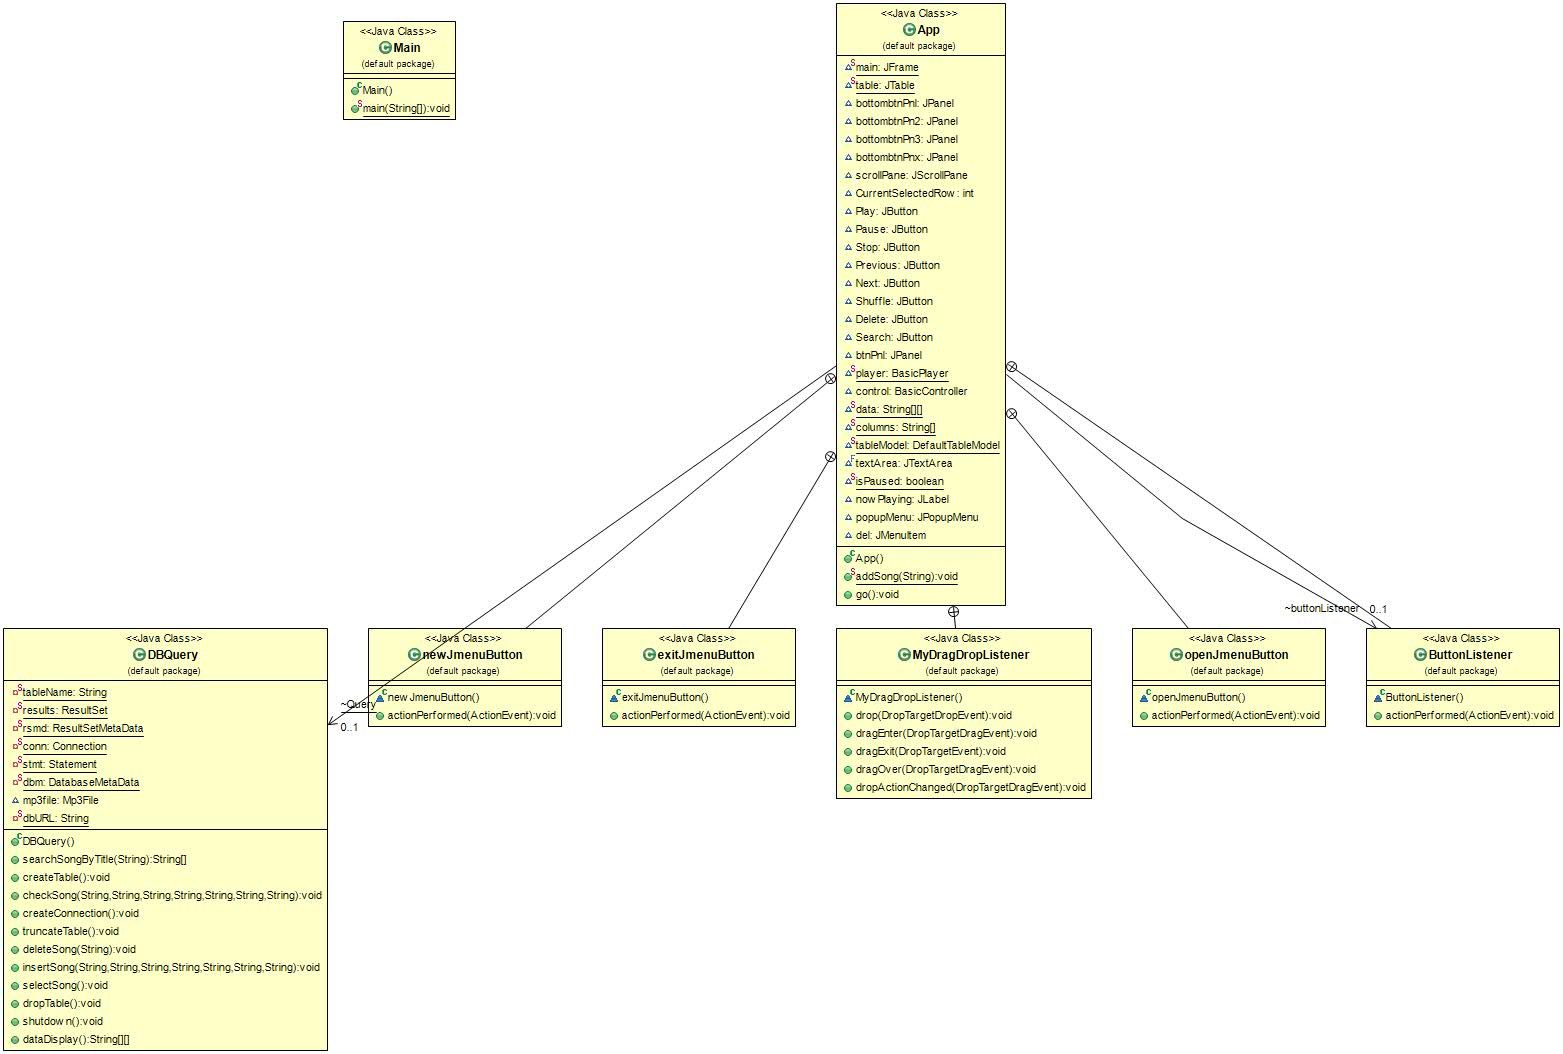 <<Java Class>>
Main
(default package)
Main()
main(String[]):void
<<Java Class>>
App
(default package)
main: JFrame
table: JTable
bottombtnPnl: JPanel
bottombtnPn2: JPanel
bottombtnPn3: JPanel
bottombtnPnx: JPanel
scrollPane: JScrollPane
CurrentSelectedRow: int
Play: JButton
Pause: JButton
Stop: JButton
Previous: JButton
Next: JButton
Shuffle: JButton
Delete: JButton
Search: JButton
btnPnl: JPanel
player: BasicPlayer
control: BasicController
data: String[][]
columns: String[]
tableModel: DefaultTableModel
textArea: JTextArea
isPaused: boolean
nowPlaying: JLabel
popupMenu: JPopupMenu
del: JMenuItem
App()
addSong(String):void
go():void
~buttonListener 0..1
~Query
0..1
<<Java Class>>
DBQuery
(default package)
tableName: String
results: ResultSet
rsmd: ResultSetMetaData
conn: Connection
stmt: Statement
dbm: DatabaseMetaData
mp3file: Mp3File
dbURL: String
DBQuery()
searchSongByTitle(String):String[]
createTable():void
checkSong(String,String,String,String,String,String,String):void
createConnection():void
truncateTable():void
deleteSong(String):void
insertSong(String,String,String,String,String,String,String):void
selectSong():void
dropTable():void
shutdown():void
dataDisplay():String[][]
<<Java Class>>
newJmenuButton
(default package)
newJmenuButton()
actionPerformed(ActionEvent):void
<<Java Class>>
exitJmenuButton
(default package)
exitJmenuButton()
actionPerformed(ActionEvent):void
<<Java Class>>
MyDragDropListener
(default package)
MyDragDropListener()
drop(DropTargetDropEvent):void
dragEnter(DropTargetDragEvent):void
dragExit(DropTargetEvent):void
dragOver(DropTargetDragEvent):void
dropActionChanged(DropTargetDragEvent):void
<<Java Class>>
openJmenuButton
(default package)
openJmenuButton()
actionPerformed(ActionEvent):void
<<Java Class>>
ButtonListener
(default package)
ButtonListener()
actionPerformed(ActionEvent):void